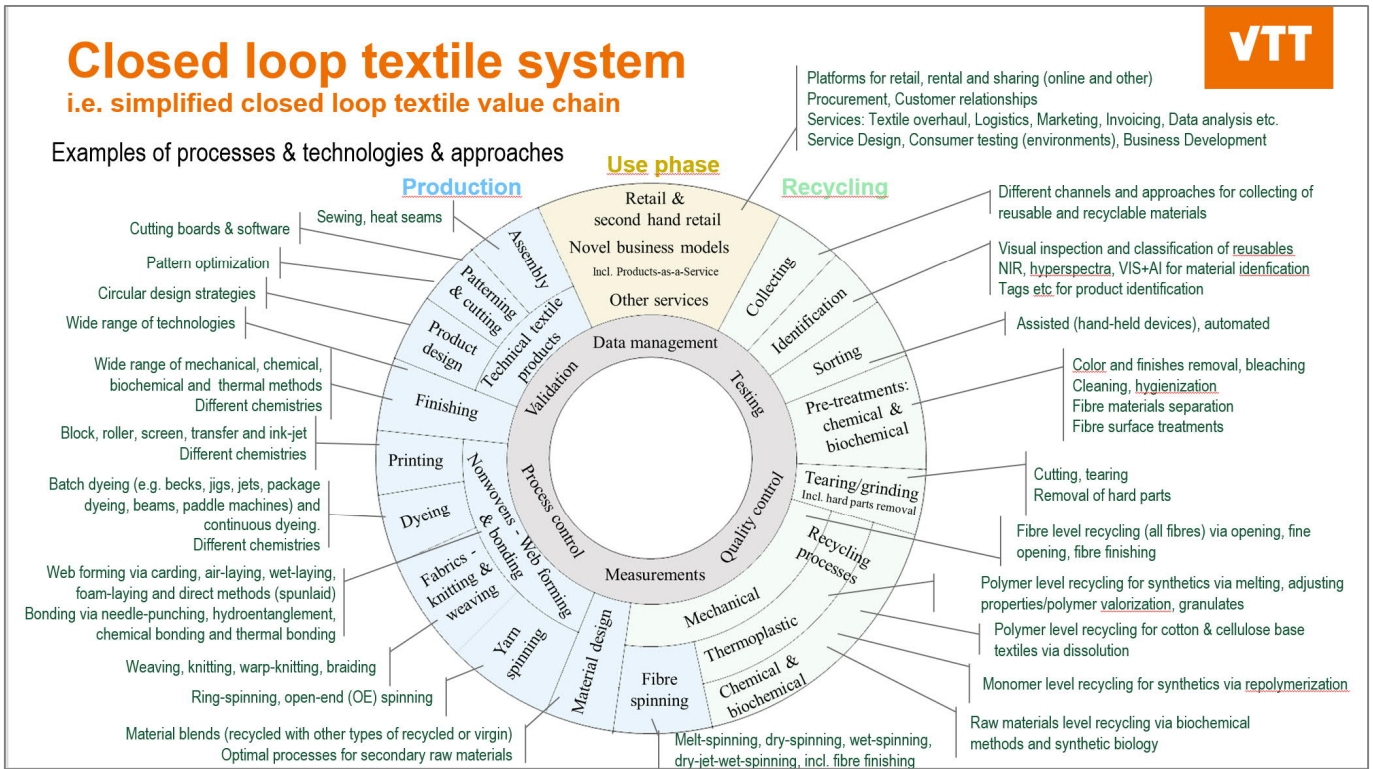 Closed loop textile system
i.e. simplified closed loop textile value chain
VTT
Examples of processes & technologies & approaches
Production
Use phase
Recycling
Platforms for retail, rental and sharing (online and other)
Procurement, Customer relationships
Services: Textile overhaul, Logistics, Marketing, Invoicing, Data analysis etc.
Service Design, Consumer testing (environments), Business Development
Retail &
second hand retail
Novel business models
Incl. Products-as-a-Service
Other services
Data management
Testing
Quality control
Measurements
Process control
Validation
Collecting
Identification
Sorting
Pre-treatments:
chemical &
biochemical
Tearing/grinding
Incl. hard parts removal
Recycling
processes
Mechanical
Thermoplastic
Chemical &
biochemical
Fibre
spinning
Material design
Yarn
spinning
Fabrics -
knitting &
weaving
Nonwovens - Web forming
& bonding
Dyeing
Printing
Finishing
Product
design
Patterning
& cutting
Assembly
Technical textile
products
Sewing, heat seams
Cutting boards & software
Pattern optimization
Circular design strategies
Wide range of technologies
Wide range of mechanical, chemical,
biochemical and thermal methods
Different chemistries
Block, roller, screen, transfer and ink-jet
Different chemistries
Batch dyeing (e.g. becks, jigs, jets, package
dyeing, beams, paddle machines) and
continuous dyeing.
Different chemistries
Web forming via carding, air-laying, wet-laying,
foam-laying and direct methods (spunlaid)
Bonding via needle-punching, hydroentanglement,
chemical bonding and thermal bonding
Weaving, knitting, warp-knitting, braiding
Ring-spinning, open-end (OE) spinning
Material blends (recycled with other types of recycled or virgin)
Optimal processes for secondary raw materials
Melt-spinning, dry-spinning, wet-spinning,
dry-jet-wet-spinning, incl. fibre finishing
Different channels and approaches for collecting of
reusable and recyclable materials
Visual inspection and classification of reusables
NIR, hyperspectra, VIS+AI for material idenfication
Tags etc for product identification
Assisted (hand-held devices), automated
Color and finishes removal, bleaching
Cleaning, hygienization
Fibre materials separation
Fibre surface treatments
Cutting, tearing
Removal of hard parts
Fibre level recycling (all fibres) via opening, fine
opening, fibre finishing
Polymer level recycling for synthetics via melting, adjusting
properties/polymer valorization, granulates
Polymer level recycling for cotton & cellulose base
textiles via dissolution
Monomer level recycling for synthetics via repolymerization
Raw materials level recycling via biochemical
methods and synthetic biology